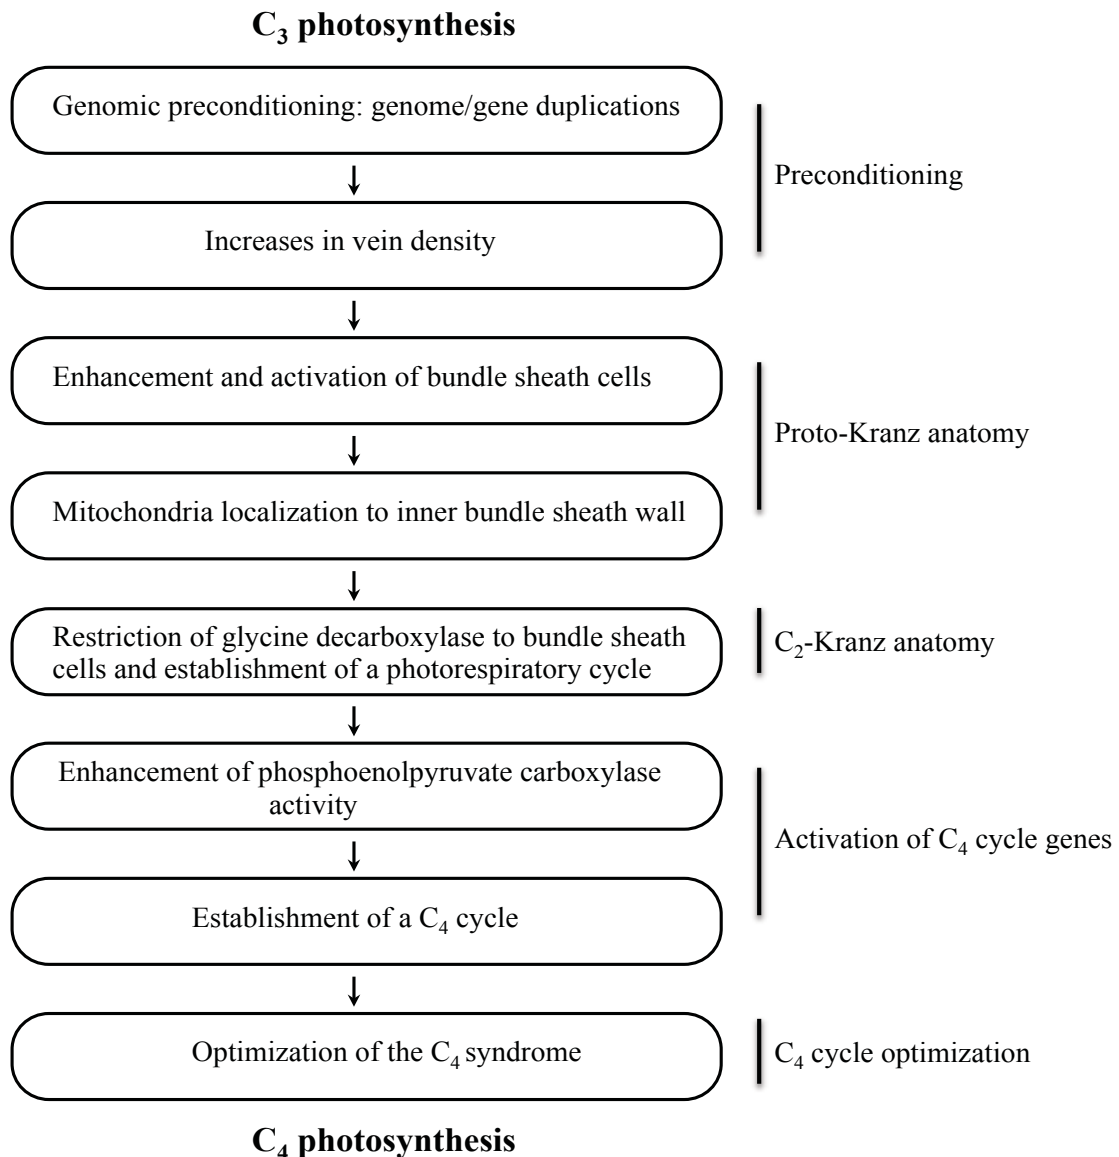 C₃ photosynthesis
Genomic preconditioning: genome/gene duplications
Preconditioning
Increases in vein density
Enhancement and activation of bundle sheath cells
Proto-Kranz anatomy
Mitochondria localization to inner bundle sheath wall
Restriction of glycine decarboxylase to bundle sheath
cells and establishment of a photorespiratory cycle
C₂-Kranz anatomy
Enhancement of phosphoenolpyruvate carboxylase
activity
Activation of C₄ cycle genes
Establishment of a C₄ cycle
Optimization of the C₄ syndrome
C₄ cycle optimization
C₄ photosynthesis